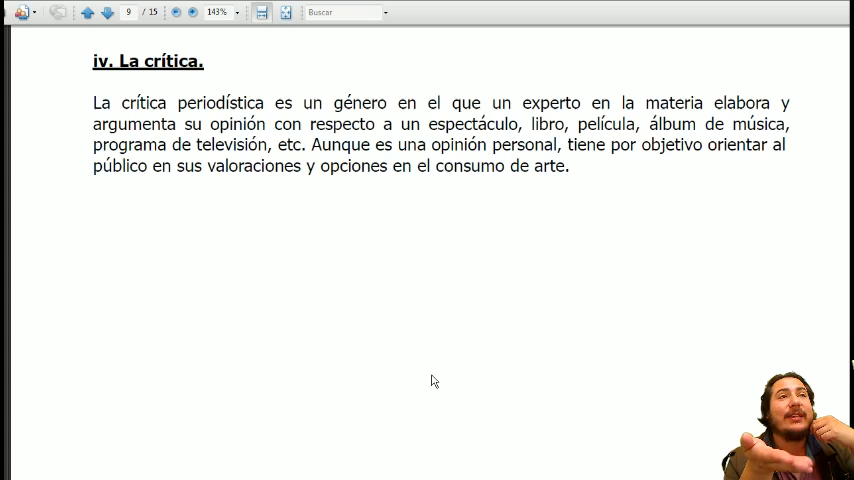 9 / 15 143% Buscar
iv. La crítica.
La crítica periodística es un género en el que un experto en la materia elabora y
argumenta su opinión con respecto a un espectáculo, libro, película, álbum de música,
programa de televisión, etc. Aunque es una opinión personal, tiene por objetivo orientar al
público en sus valoraciones y opciones en el consumo de arte.